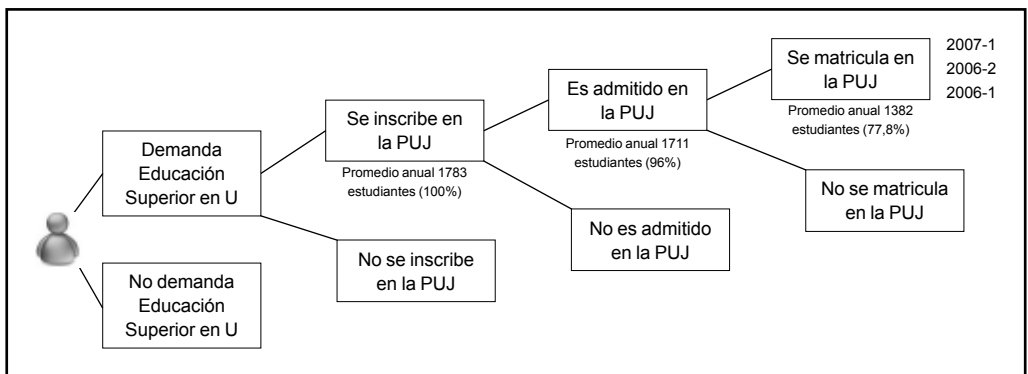 Demanda
Educación
Superior en U
No demanda
Educación
Superior en U
Se inscribe en
la PUJ
Promedio anual 1783
estudiantes (100%)
No se inscribe
en la PUJ
Es admitido en
la PUJ
Promedio anual 1711
estudiantes (96%)
No es admitido
en la PUJ
Se matricula en
la PUJ
Promedio anual 1382
estudiantes (77,8%)
No se matricula
en la PUJ
2007-1
2006-2
2006-1